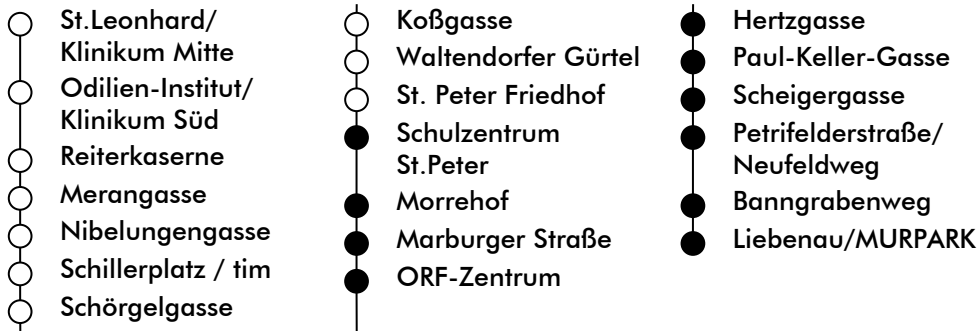 St.Leonhard/
Klinikum Mitte
Odilien-Institut/
Klinikum Süd
Reiterkaserne
Merangasse
Nibelungengasse
Schillerplatz / tim
Schörgelgasse
Koßgasse
Waltendorfer Gürtel
St. Peter Friedhof
Schulzentrum
St.Peter
Morrehof
Marburger Straße
ORF-Zentrum
Hertzgasse
Paul-Keller-Gasse
Scheigergasse
Petrifelderstraße/
Neufeldweg
Banngrabenweg
Liebenau/MURPARK